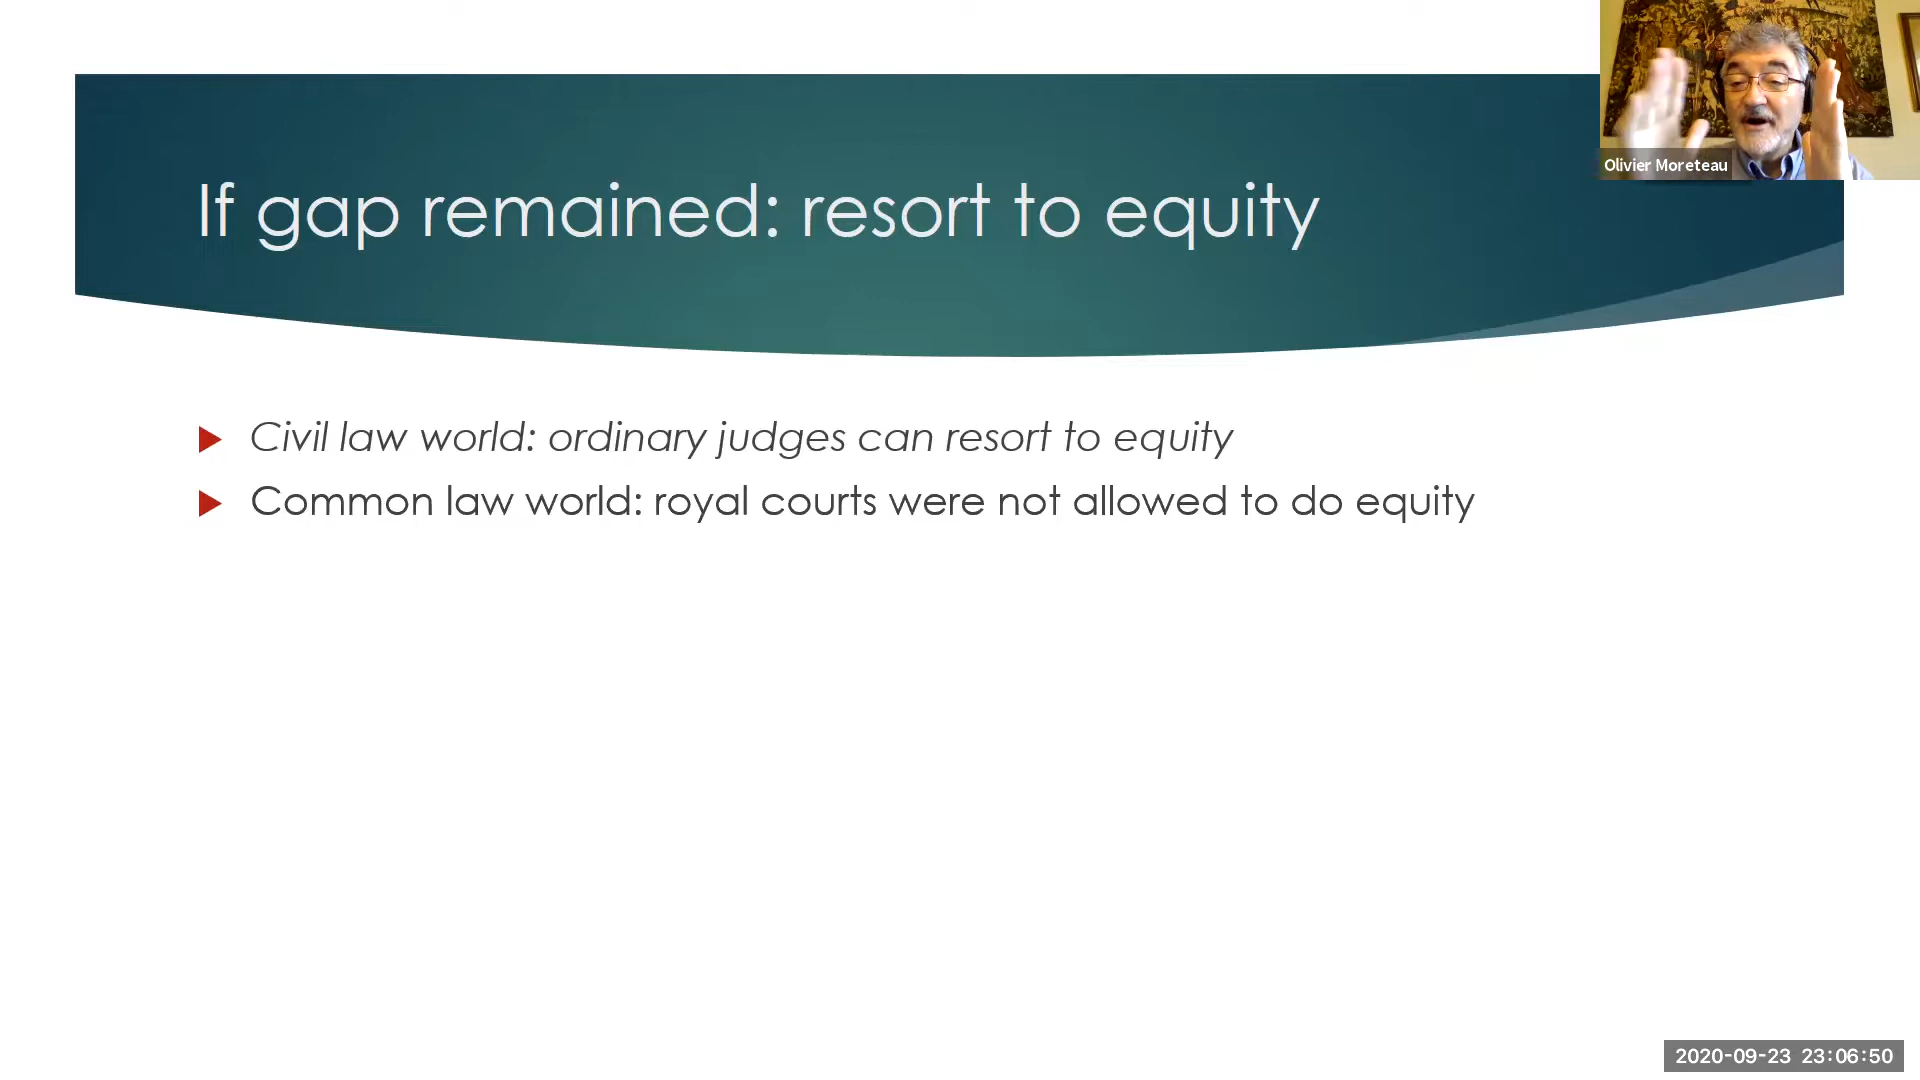 If gap remained: resort to equity
Olivier Moreteau
Civil law world: ordinary judges can resort to equity
Common law world: royal courts were not allowed to do equity
2020-09-23 23:06:50